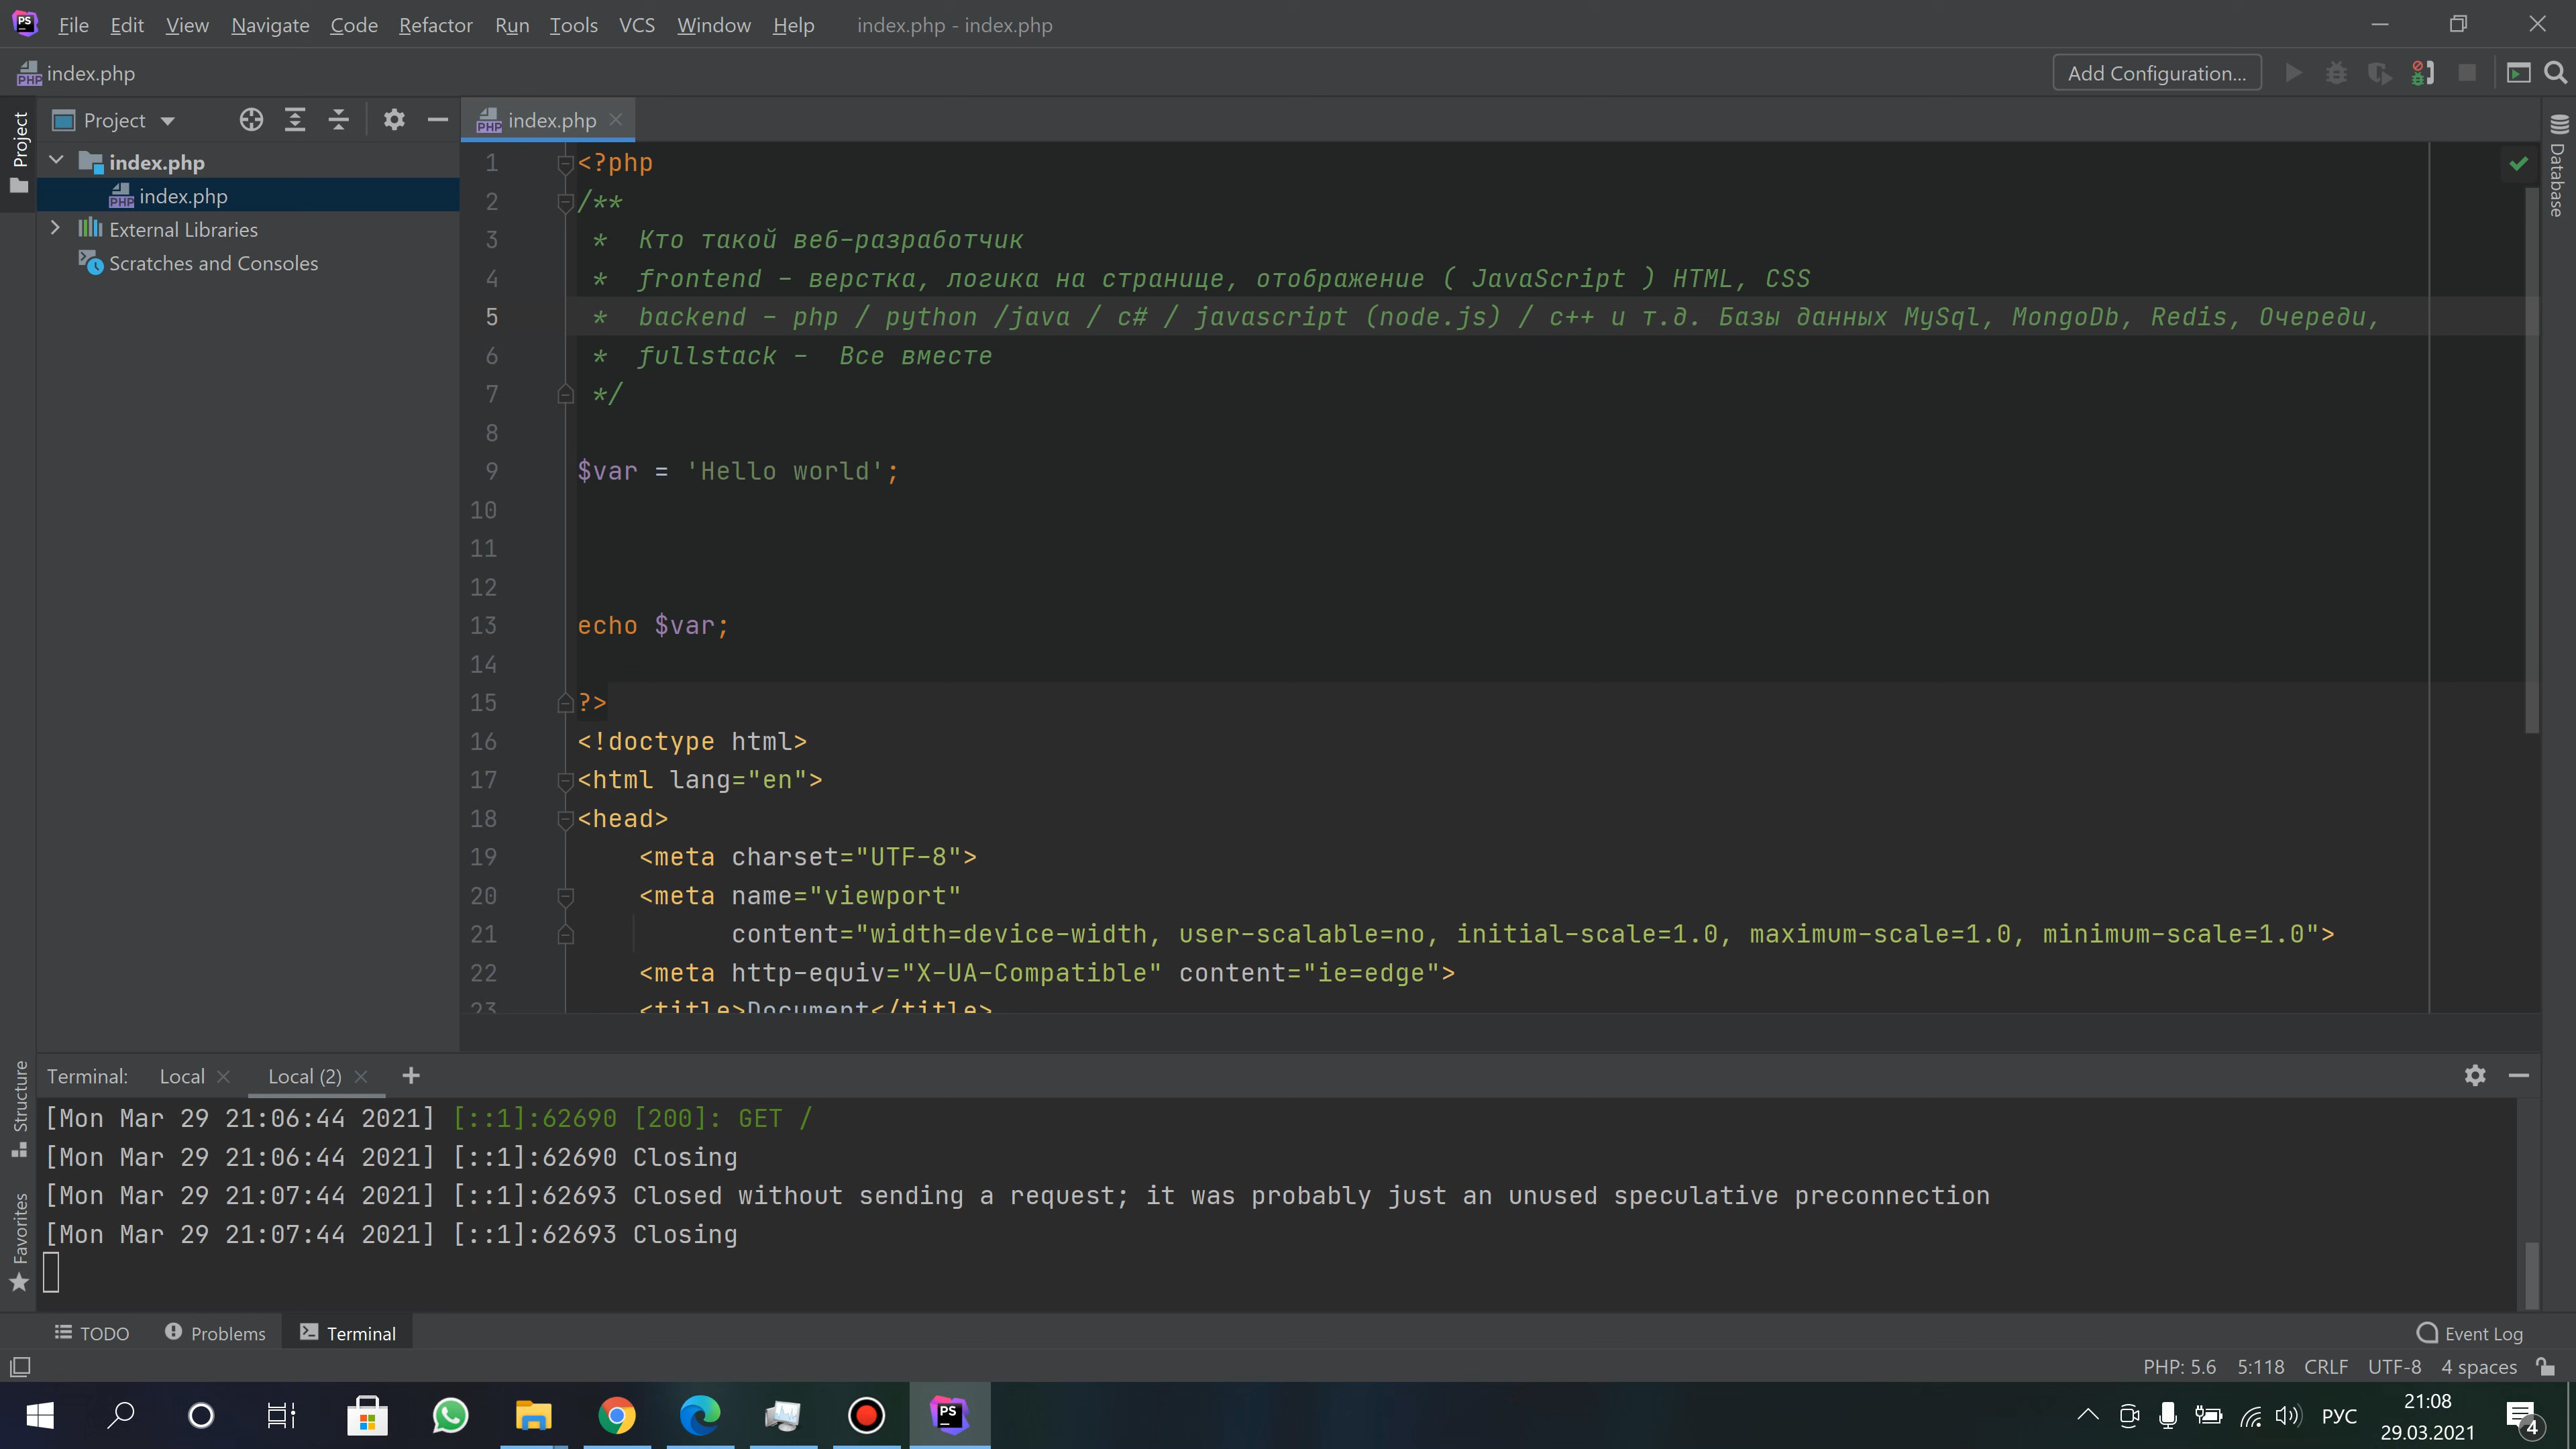 PS File Edit View Navigate Code Refactor Run Tools VCS Window Help index.php - index.php
index.php Add Configuration...
Project
Project index.php
index.php
index.php
External Libraries
Scratches and Consoles
1 <?php
2 /**
3 * Кто такой веб-разработчик
4 * frontend - верстка, логика на странице, отображение ( JavaScript ) HTML, CSS
5 * backend - php / python /java / c# / javascript (node.js) / c++ и т.д. Базы данных MySql, MongoDb, Redis, Очереди,
6 * fullstack - Все вместе
7 */
8
9 $var = 'Hello world';
10
11
12
13 echo $var;
14
15 ?>
16 <!doctype html>
17 <html lang="en">
18 <head>
19 <meta charset="UTF-8">
20 <meta name="viewport"
21 content="width=device-width, user-scalable=no, initial-scale=1.0, maximum-scale=1.0, minimum-scale=1.0">
22 <meta http-equiv="X-UA-Compatible" content="ie=edge">
23 <title>Document</title>
Database
Structure
Favorites
Terminal: Local Local (2)
[Mon Mar 29 21:06:44 2021] [::1]:62690 [200]: GET /
[Mon Mar 29 21:06:44 2021] [::1]:62690 Closing
[Mon Mar 29 21:07:44 2021] [::1]:62693 Closed without sending a request; it was probably just an unused speculative preconnection
[Mon Mar 29 21:07:44 2021] [::1]:62693 Closing
TODO Problems Terminal Event Log
PHP: 5.6 5:118 CRLF UTF-8 4 spaces
PS РУС 21:08
29.03.2021 4